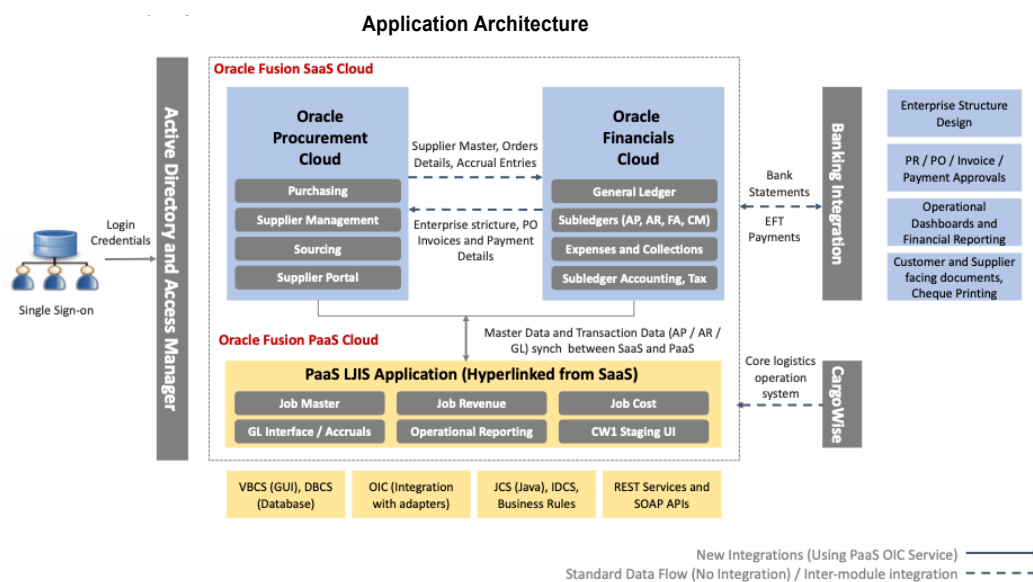 Application Architecture
Oracle Fusion SaaS Cloud
Active Directory and Access Manager
Login
Credentials
Single Sign-on
Oracle
Procurement
Cloud
Purchasing
Supplier Management
Sourcing
Supplier Portal
Supplier Master, Orders
Details, Accrual Entries
Enterprise stricture, PO
Invoices and Payment
Details
Oracle
Financials
Cloud
General Ledger
Subledgers (AP, AR, FA, CM)
Expenses and Collections
Subledger Accounting, Tax
Bank
Statements
EFT
Payments
Banking Integration
Enterprise Structure
Design
PR / PO / Invoice /
Payment Approvals
Operational
Dashboards and
Financial Reporting
Customer and Supplier
facing documents,
Cheque Printing
Oracle Fusion PaaS Cloud
Master Data and Transaction Data (AP / AR /
GL) synch between SaaS and PaaS
PaaS LJIS Application (Hyperlinked from SaaS)
Job Master
Job Revenue
Job Cost
GL Interface / Accruals
Operational Reporting
CW1 Staging UI
Core logistics
operation
system
CargoWise
VBCS (GUI), DBCS
(Database)
OIC (Integration
with adapters)
JCS (Java), IDCS,
Business Rules
REST Services and
SOAP APIs
New Integrations (Using PaaS OIC Service)
Standard Data Flow (No Integration) / Inter-module integration